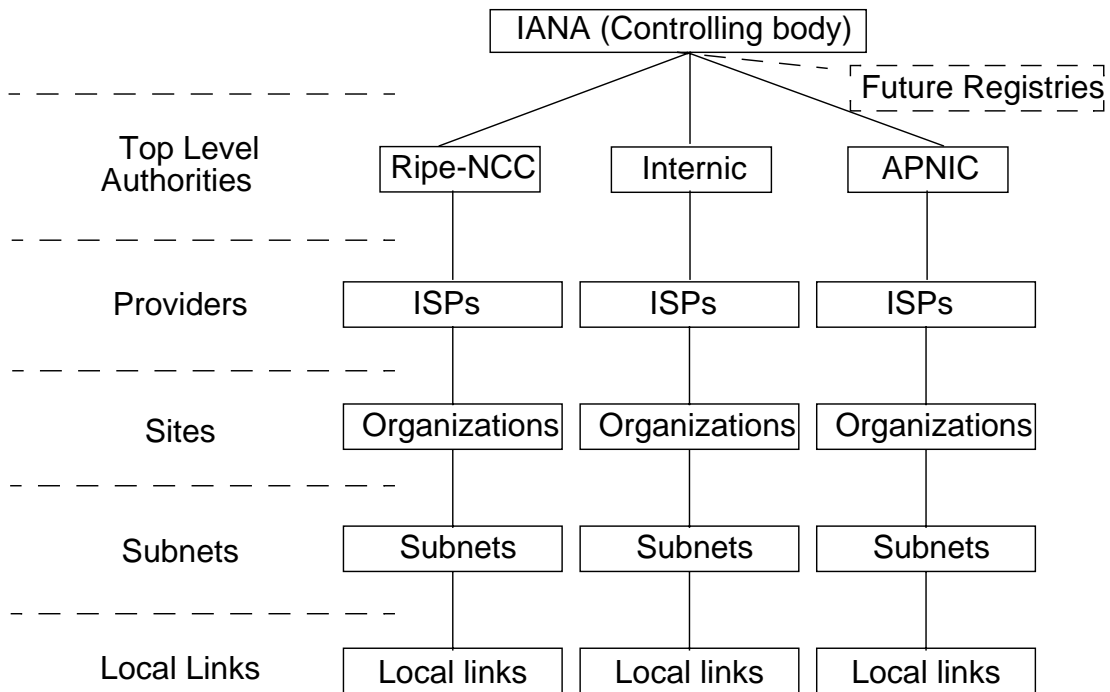 IANA (Controlling body)
Future Registries
Top Level
Authorities
Ripe-NCC
Internic
APNIC
Providers
ISPs
ISPs
ISPs
Sites
Organizations
Organizations
Organizations
Subnets
Subnets
Subnets
Subnets
Local Links
Local links
Local links
Local links